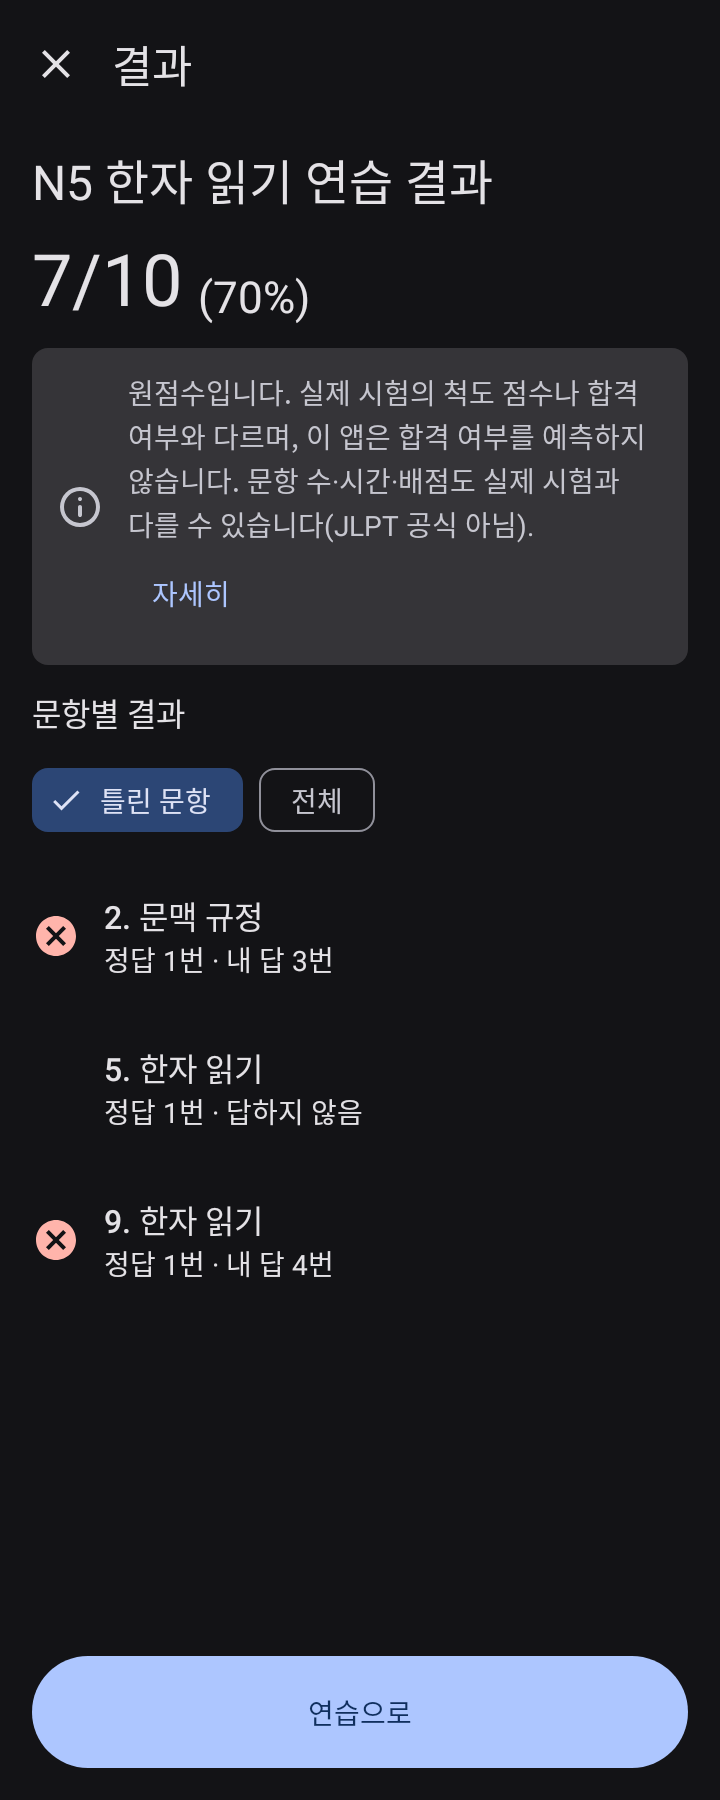 결과
N5 한자 읽기 연습 결과
7/10 (70%)
원점수입니다. 실제 시험의 척도 점수나 합격
여부와 다르며, 이 앱은 합격 여부를 예측하지
않습니다. 문항 수·시간·배점도 실제 시험과
다를 수 있습니다(JLPT 공식 아님).
자세히
문항별 결과
틀린 문항
전체
2. 문맥 규정
정답 1번 · 내 답 3번
5. 한자 읽기
정답 1번 · 답하지 않음
9. 한자 읽기
정답 1번 · 내 답 4번
연습으로